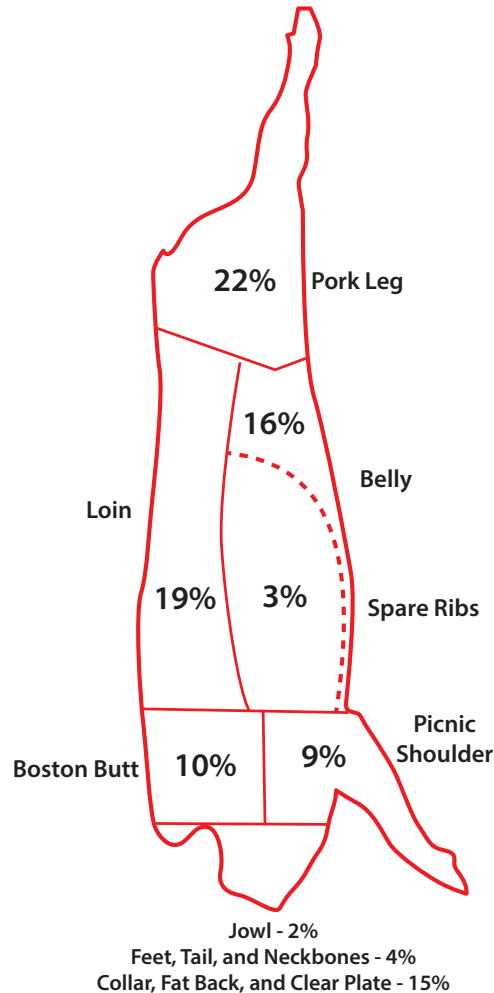 22%
Pork Leg
16%
Belly
Loin
19%
3%
Spare Ribs
Picnic
Shoulder
Boston Butt
10%
9%
Jowl - 2%
Feet, Tail, and Neckbones - 4%
Collar, Fat Back, and Clear Plate - 15%